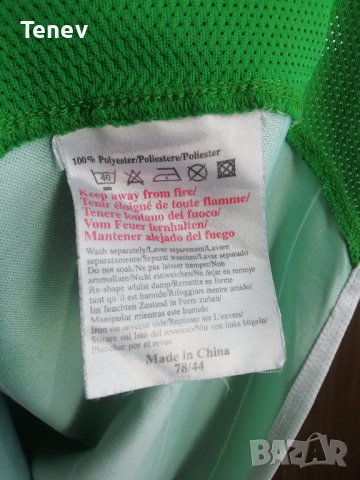 Tenev
100% Polyester/Poliestere/Poliester
40
Keep away from fire/
Tenir éloigné de toute flamme/
Tenere lontano del fuoco/
Vom Feuer fernhalten/
Mantener alejado del fuego
Wash separately/Laver separement/Lavare
separatamente/Separat waschen/Lavar separado
Do not soak/Ne pas laisser tremper/Non
ammollare/Nicht einweichen/No dejar en remojo
Re-shape whilst damp/Remettre en forme
tant qu'il est humide/Rifoggiare mentre umido/
Im feuchten Zustand in Form ziehen/
Manipular mientras este humedo
Iron on reverse side/Repasser sur L'envers/
Stirare sul lato del rovescio/Nur von links bügeln/
Planchar por el reves.
Made in China
78/44
BAZAR